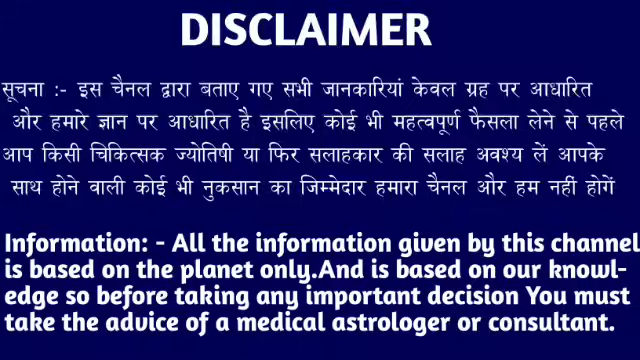 DISCLAIMER
सूचना :- इस चैनल द्वारा बताए गए सभी जानकारियां केवल ग्रह पर आधारित
और हमारे ज्ञान पर आधारित है इसलिए कोई भी महत्वपूर्ण फैसला लेने से पहले
आप किसी चिकित्सक ज्योतिषी या फिर सलाहकार की सलाह अवश्य लें आपके
साथ होने वाली कोई भी नुकसान का जिम्मेदार हमारा चैनल और हम नहीं होगें
Information: - All the information given by this channel
is based on the planet only.And is based on our knowl-
edge so before taking any important decision You must
take the advice of a medical astrologer or consultant.